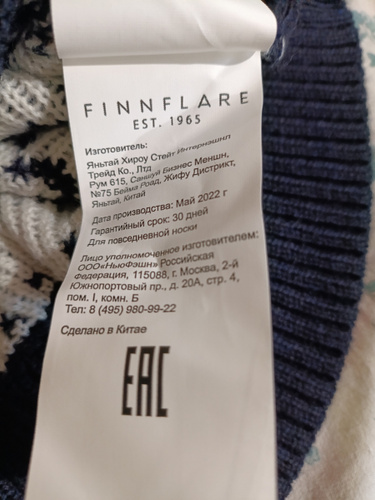 FINNFLARE
EST. 1965
Изготовитель:
Яньтай Хироу Стейт Интернэшнл
Трейд Ко., Лтд
Рум 615, Саншуй Бизнес Меншн,
№75 Бейма Роад, Жифу Дистрикт,
Яньтай, Китай
Дата производства: Май 2022 г
Гарантийный срок: 30 дней
Для повседневной носки
Лицо уполномоченное изготовителем:
ООО«НьюФэшн» Российская
Федерация, 115088, г. Москва, 2-й
Южнопортовый пр., д. 20А, стр. 4,
пом. I, комн. Б
Тел: 8 (495) 980-99-22
Сделано в Китае
EAC